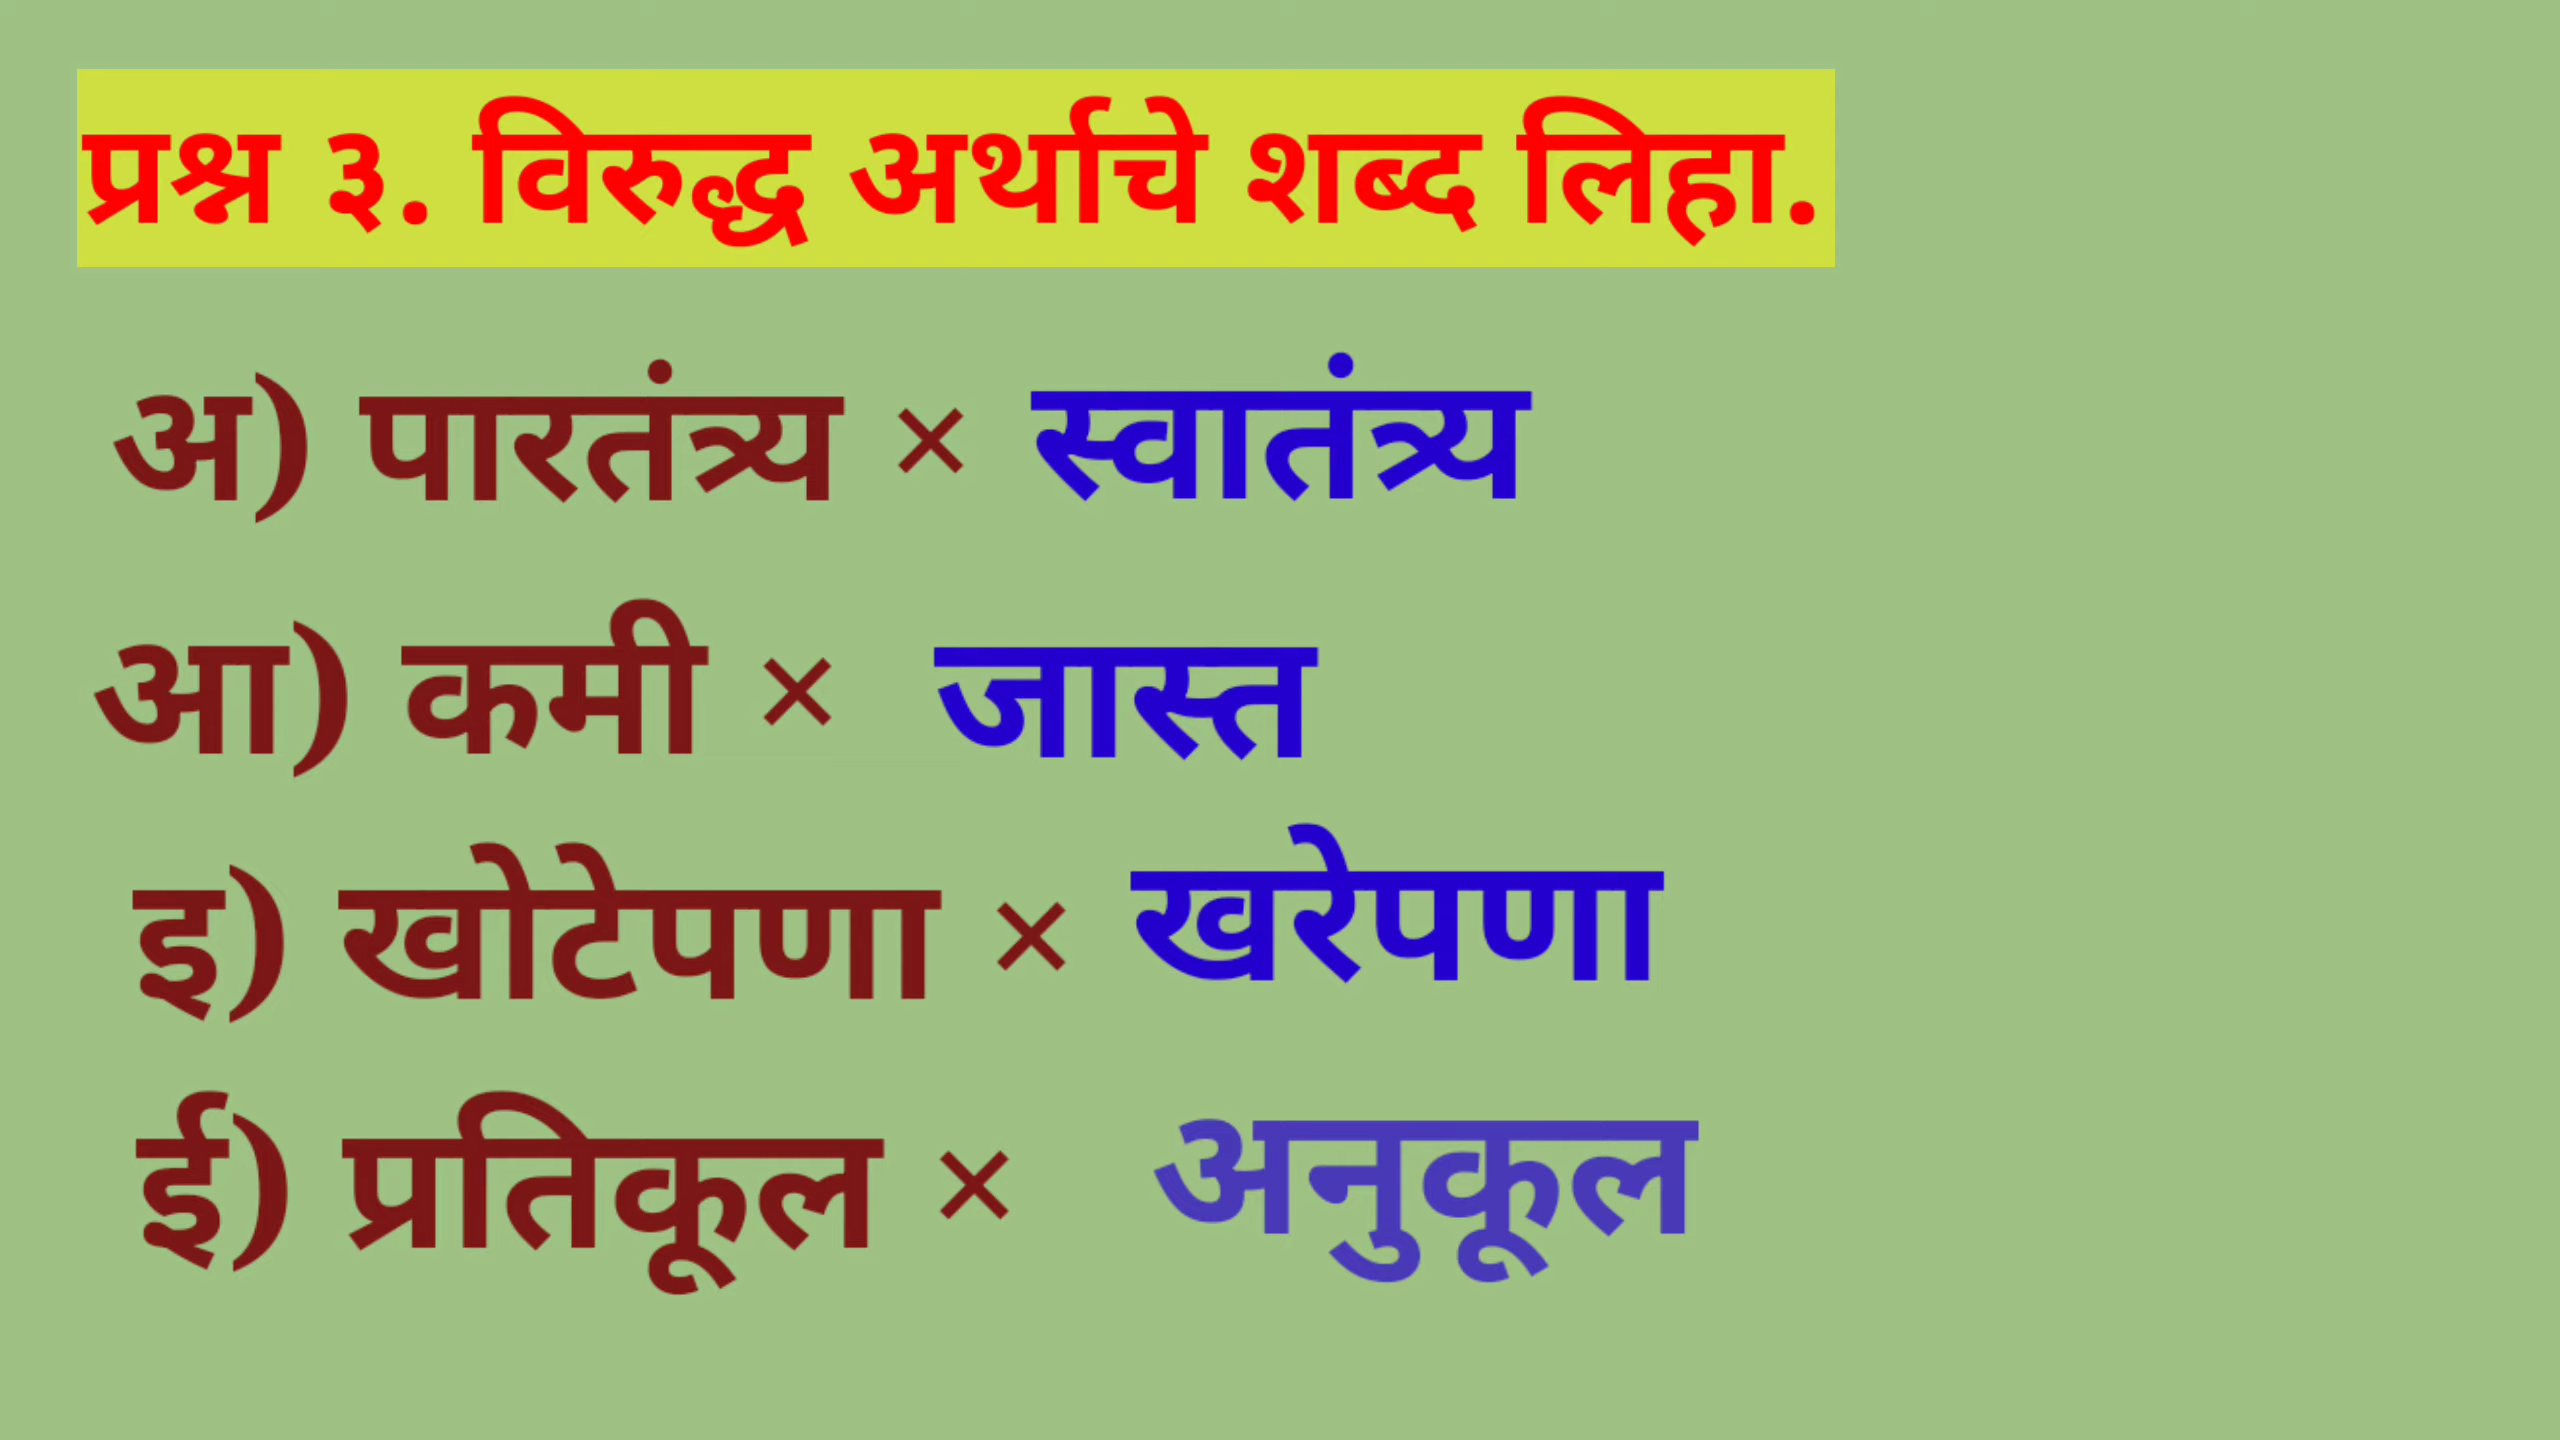 प्रश्न ३. विरुद्ध अर्थाचे शब्द लिहा.
अ) पारतंत्र्य × स्वातंत्र्य
आ) कमी × जास्त
इ) खोटेपणा × खरेपणा
ई) प्रतिकूल × अनुकूल